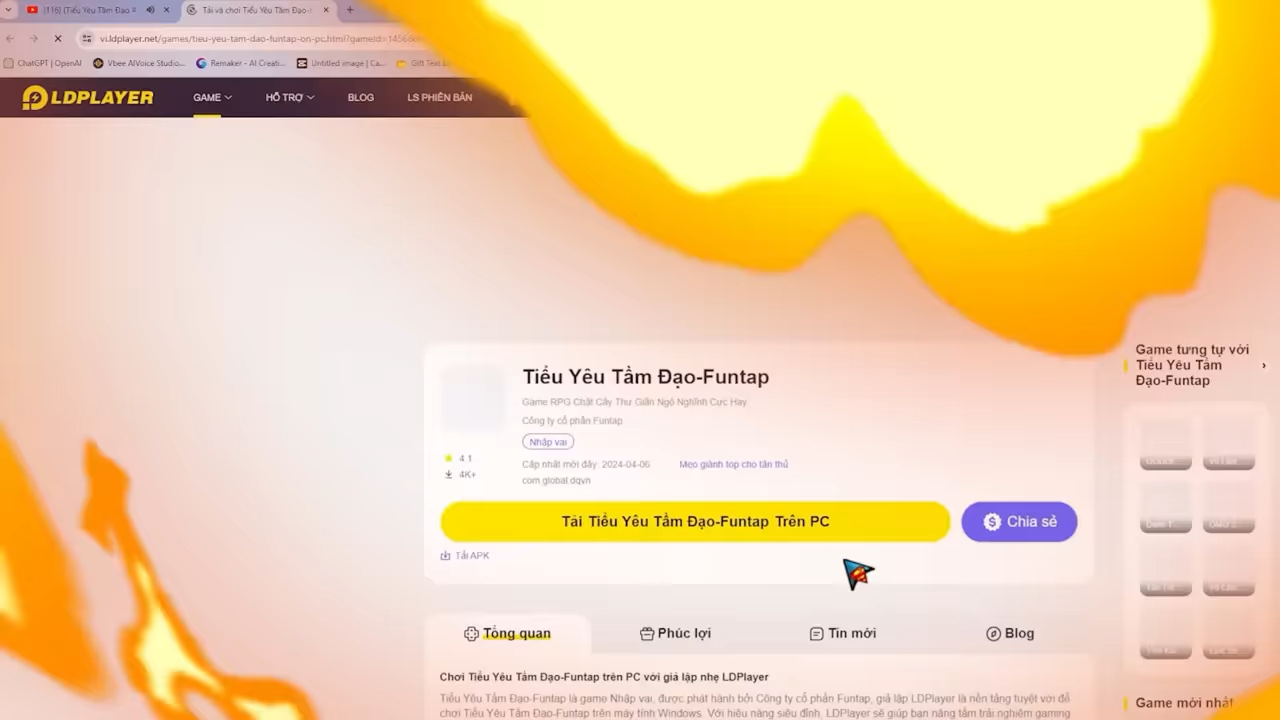 (116) (Tiểu Yêu Tầm Đạo
Tải và chơi Tiểu Yêu Tầm Đạo-
vi.ldplayer.net/games/tieu-yeu-tam-dao-funtap-on-pc.html?gameId=1456
ChatGPT | OpenAI
Vbee AIVoice Studio...
Remaker - AI Creati...
Untitled image | Ca...
Gift Text
LDPLAYER
GAME
HỖ TRỢ
BLOG
LS PHIÊN BẢN
Tiểu Yêu Tầm Đạo-Funtap
Game RPG Chặt Cây Thư Giãn Ngộ Nghĩnh Cực Hay
Công ty cổ phần Funtap
Nhập vai
4.1
4K+
Cập nhật mới đây: 2024-04-06
Mẹo giành top cho tân thủ
com.global.dqvn
Tải Tiểu Yêu Tầm Đạo-Funtap Trên PC
Chia sẻ
Tải APK
Tổng quan
Phúc lợi
Tin mới
Blog
Chơi Tiểu Yêu Tầm Đạo-Funtap trên PC với giả lập nhẹ LDPlayer
Tiểu Yêu Tầm Đạo-Funtap là game Nhập vai, được phát hành bởi Công ty cổ phần Funtap, giả lập LDPlayer là nền tảng tuyệt vời để
chơi Tiểu Yêu Tầm Đạo-Funtap trên máy tính Windows. Với hiệu năng siêu đỉnh, LDPlayer sẽ giúp bạn nâng tầm trải nghiệm gaming
Game tương tự với
Tiểu Yêu Tầm
Đạo-Funtap
Game mới nhất